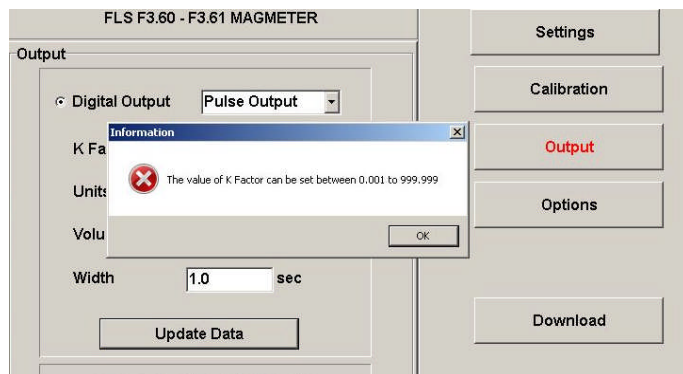 FLS F3.60 - F3.61 MAGMETER
Output
Digital Output Pulse Output
Information
The value of K Factor can be set between 0.001 to 999.999
OK
K Fa
Units
Volu
Width 1.0 sec
Update Data
Settings
Calibration
Output
Options
Download